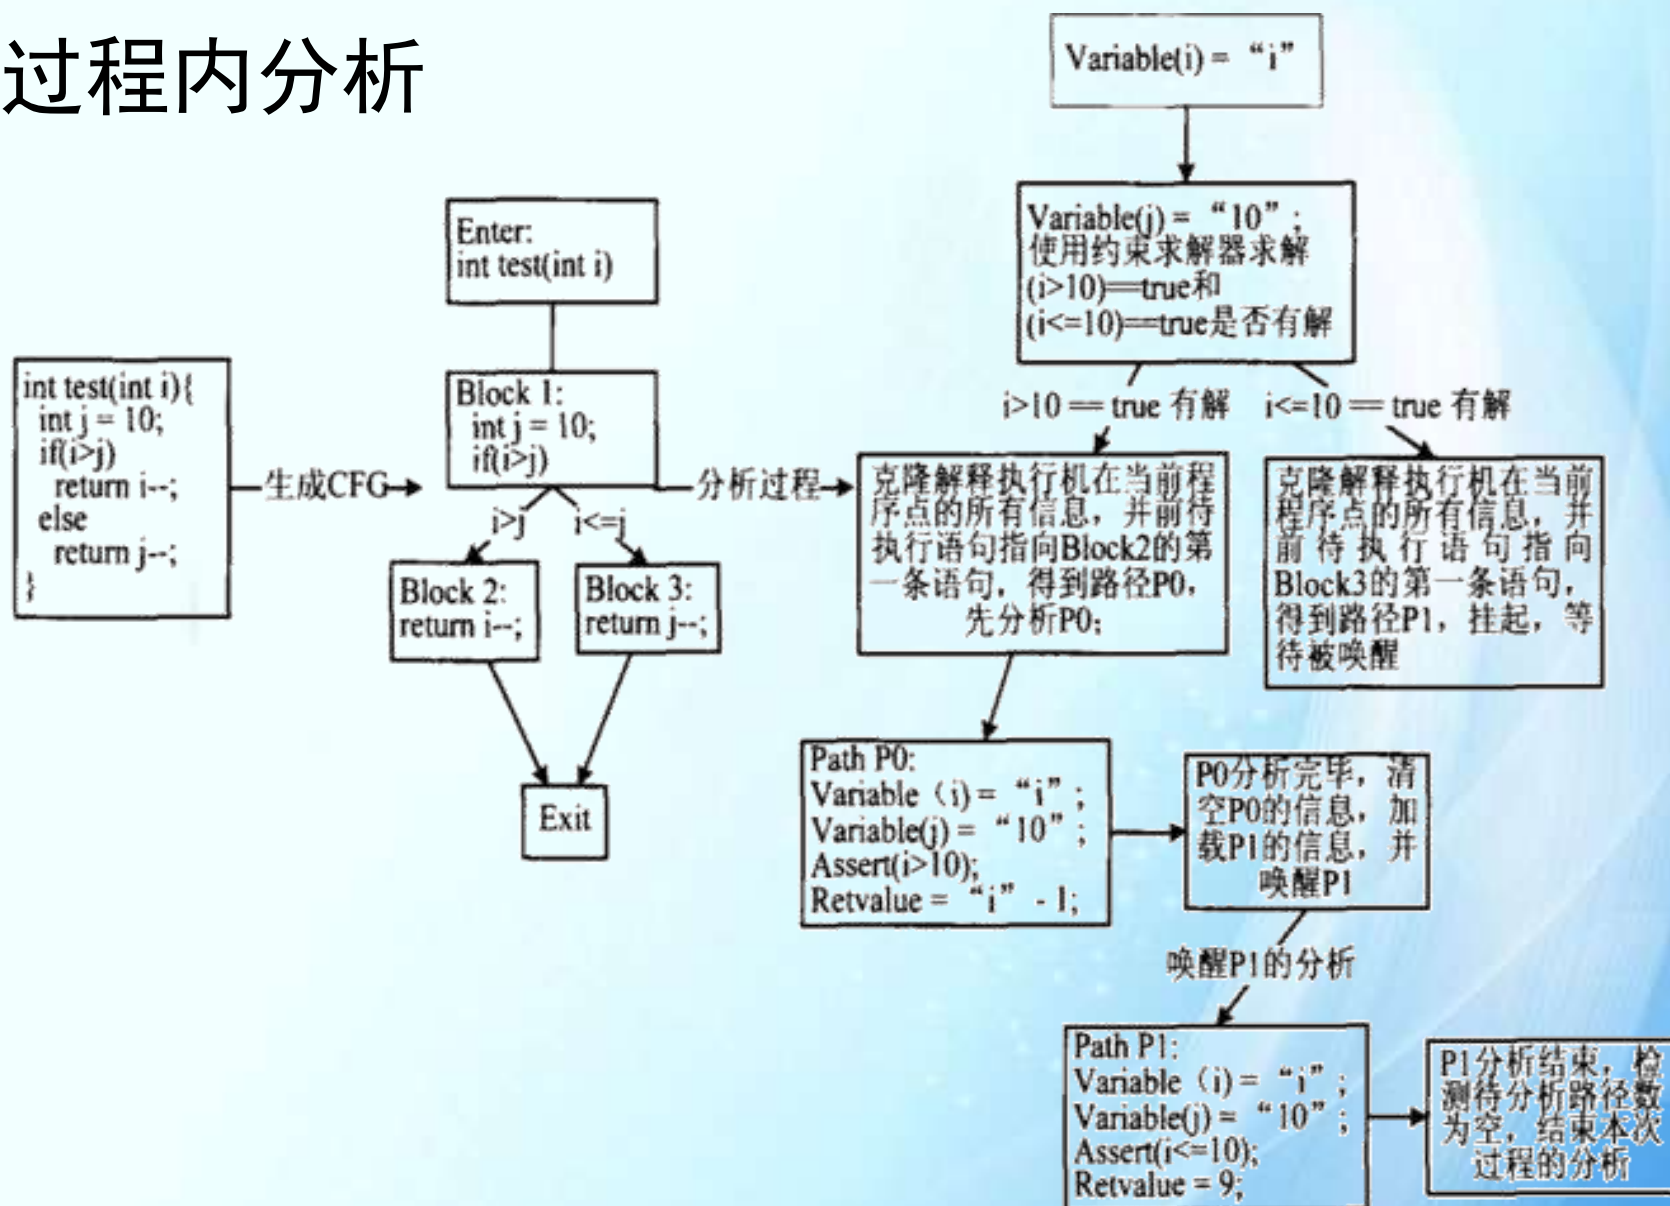 过程内分析
int test(int i){
int j = 10;
if(i>j)
return i--;
else
return j--;
}
生成CFG
Enter:
int test(int i)
Block 1:
int j = 10;
if(i>j)
i>j
i<=j
Block 2:
return i--;
Block 3:
return j--;
Exit
分析过程
Variable(i) = “i”
Variable(j) = “10”;
使用约束求解器求解
(i>10)==true和
(i<=10)==true是否有解
i>10 == true 有解
i<=10 == true 有解
克隆解释执行机在当前程
序点的所有信息，并前待
执行语句指向Block2的第
一条语句，得到路径P0，
先分析P0；
克隆解释执行机在当前
程序点的所有信息，并
前待执行语句指向
Block3的第一条语句，
得到路径P1，挂起，等
待被唤醒
Path P0:
Variable（i) = “i”;
Variable(j) = “10”;
Assert(i>10);
Retvalue = “i” - 1;
P0分析完毕，清
空P0的信息，加
载P1的信息，并
唤醒P1
唤醒P1的分析
Path P1:
Variable（i) = “i”;
Variable(j) = “10”;
Assert(i<=10);
Retvalue = 9;
P1分析结束，检
测待分析路径数
为空，结束本次
过程的分析